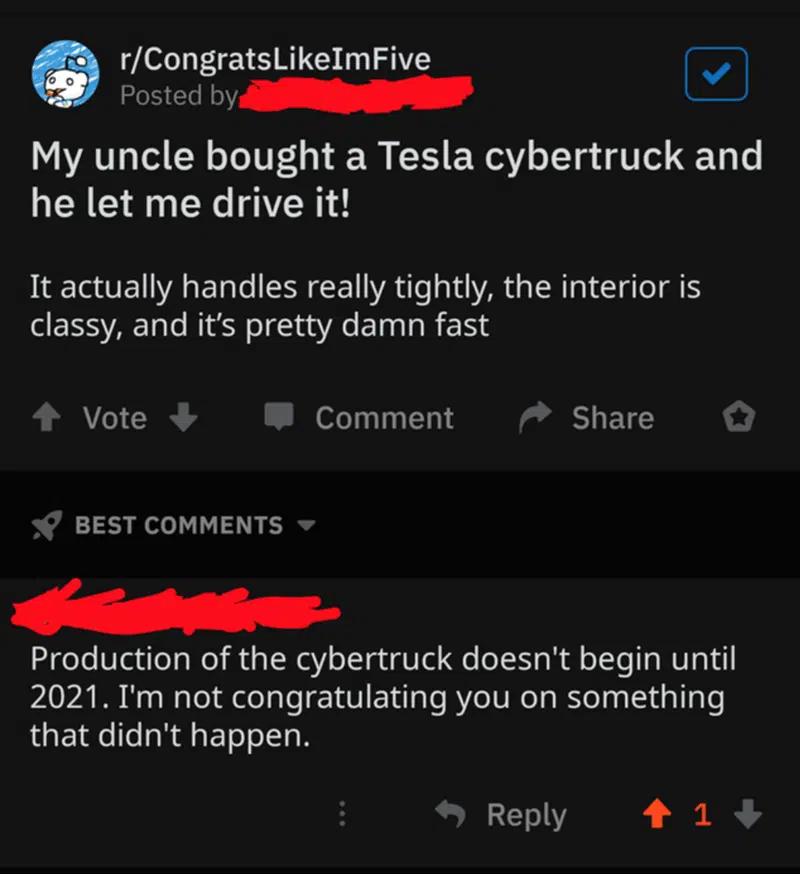 r/CongratsLikeImFive
Posted by
My uncle bought a Tesla cybertruck and
he let me drive it!
It actually handles really tightly, the interior is
classy, and it’s pretty damn fast
Vote
Comment
Share
BEST COMMENTS
Production of the cybertruck doesn't begin until
2021. I'm not congratulating you on something
that didn't happen.
Reply
1